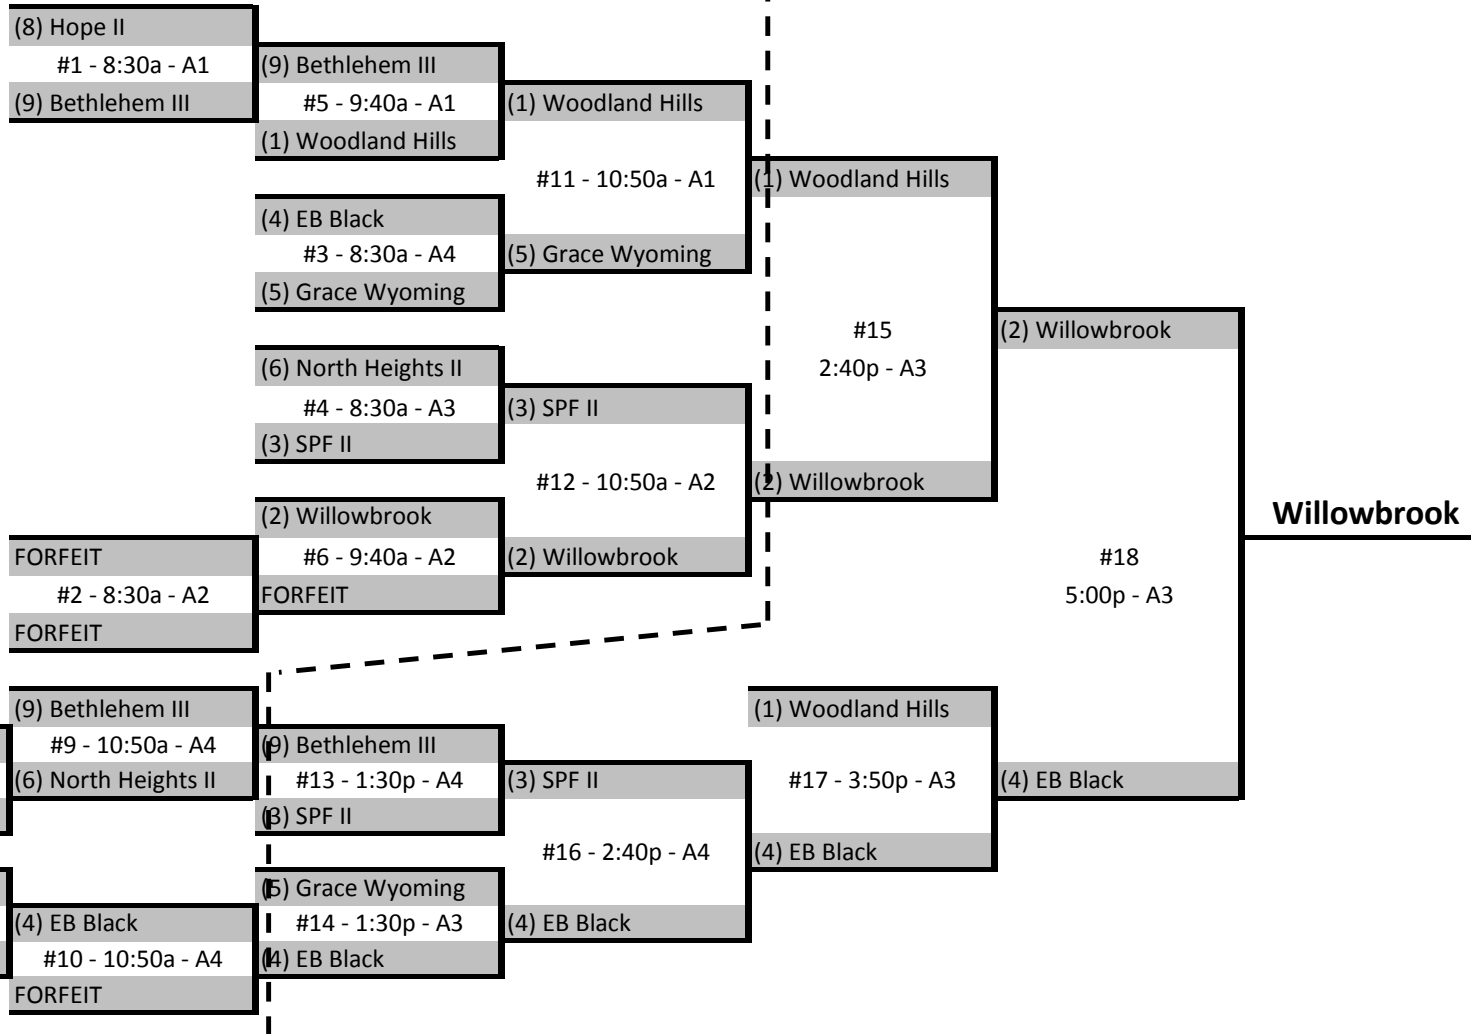 (8) Hope II
#1 - 8:30a - A1
(9) Bethlehem III
(9) Bethlehem III
#5 - 9:40a - A1
(1) Woodland Hills
(1) Woodland Hills
#11 - 10:50a - A1
(5) Grace Wyoming
(4) EB Black
#3 - 8:30a - A4
(5) Grace Wyoming
(1) Woodland Hills
#15
2:40p - A3
(2) Willowbrook
(6) North Heights II
#4 - 8:30a - A3
(3) SPF II
(3) SPF II
#12 - 10:50a - A2
(2) Willowbrook
(2) Willowbrook
#6 - 9:40a - A2
FORFEIT
FORFEIT
#2 - 8:30a - A2
FORFEIT
(2) Willowbrook
#18
5:00p - A3
(4) EB Black
Willowbrook
(9) Bethlehem III
#9 - 10:50a - A4
(6) North Heights II
(9) Bethlehem III
#13 - 1:30p - A4
(3) SPF II
(3) SPF II
#16 - 2:40p - A4
(4) EB Black
(1) Woodland Hills
#17 - 3:50p - A3
(4) EB Black
(5) Grace Wyoming
#14 - 1:30p - A3
(4) EB Black
(4) EB Black
#10 - 10:50a - A4
FORFEIT